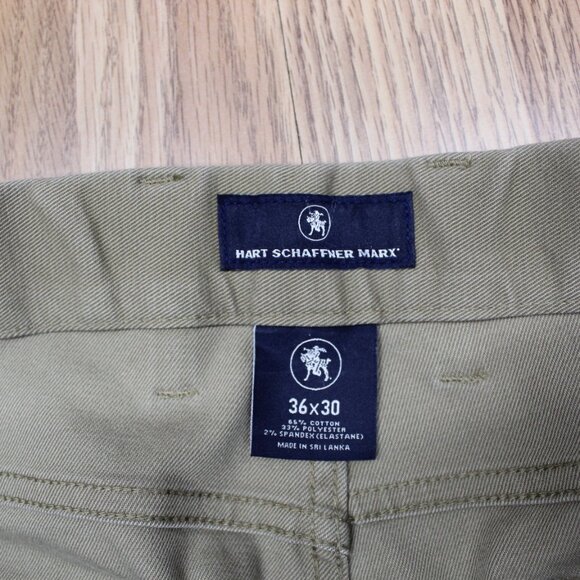 HART SCHAFFNER MARX®
36x30
65% COTTON
33% POLYESTER
2% SPANDEX(ELASTANE)
MADE IN SRI LANKA